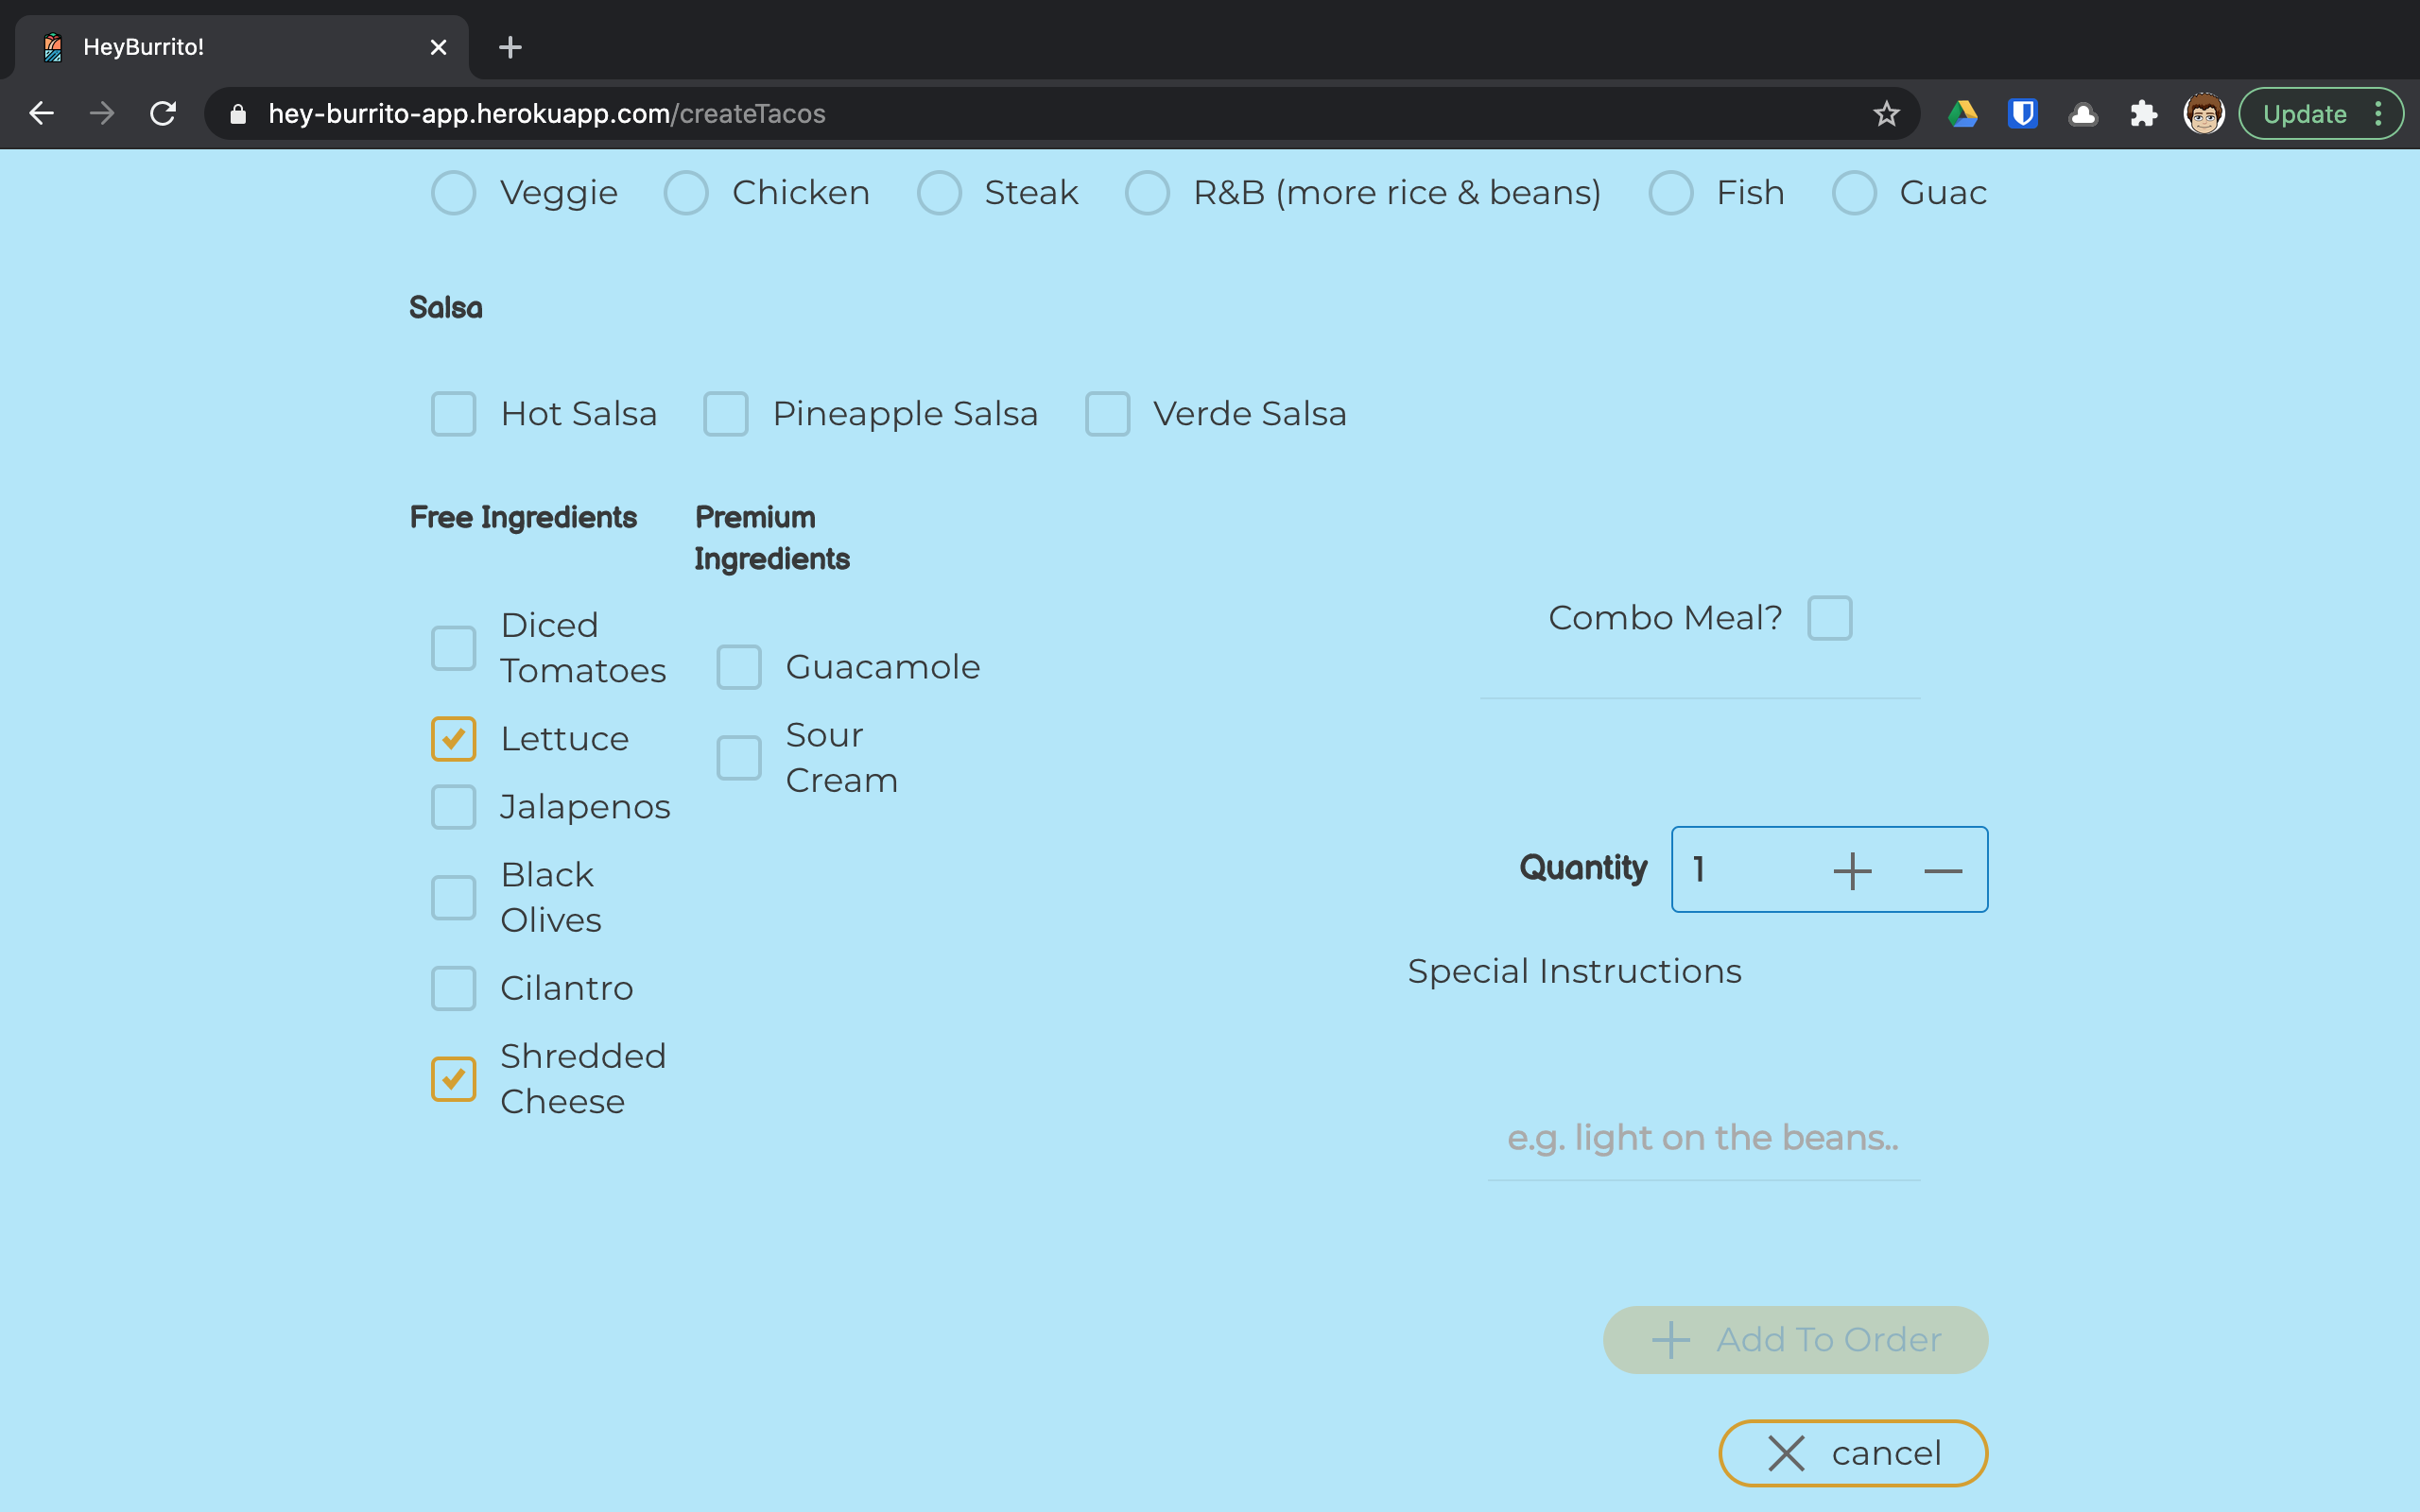 HeyBurrito!
hey-burrito-app.herokuapp.com/createTacos
Update
Veggie Chicken Steak R&B (more rice & beans) Fish Guac
Salsa
Hot Salsa Pineapple Salsa Verde Salsa
Free Ingredients
Diced
Tomatoes
Lettuce
Jalapenos
Black
Olives
Cilantro
Shredded
Cheese
Premium
Ingredients
Guacamole
Sour
Cream
Combo Meal?
Quantity 1
Special Instructions
e.g. light on the beans..
Add To Order
cancel